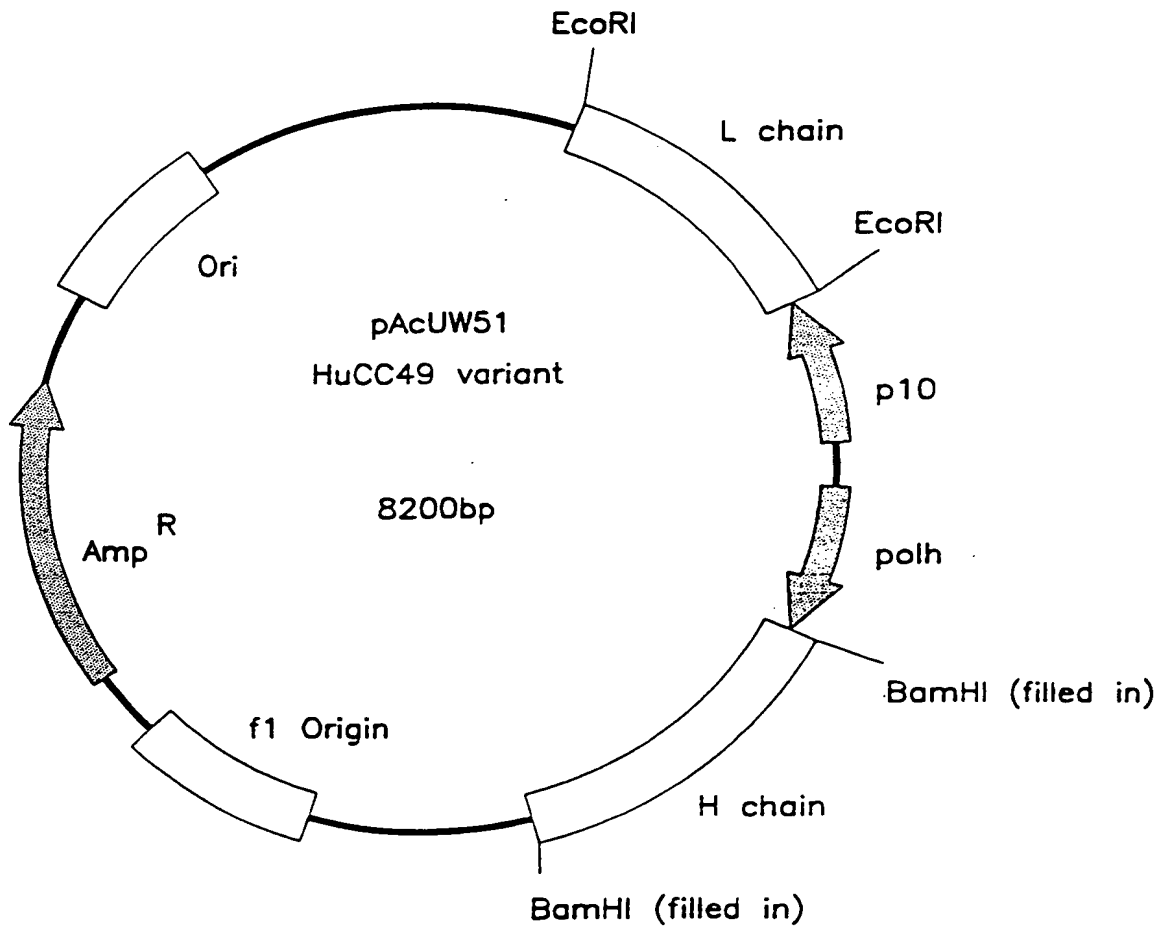 EcoRI
L chain
EcoRI
Ori
pAcUW51
HuCC49 variant
p10
8200bp
Amp R
polh
BamHI (filled in)
f1 Origin
H chain
BamHI (filled in)